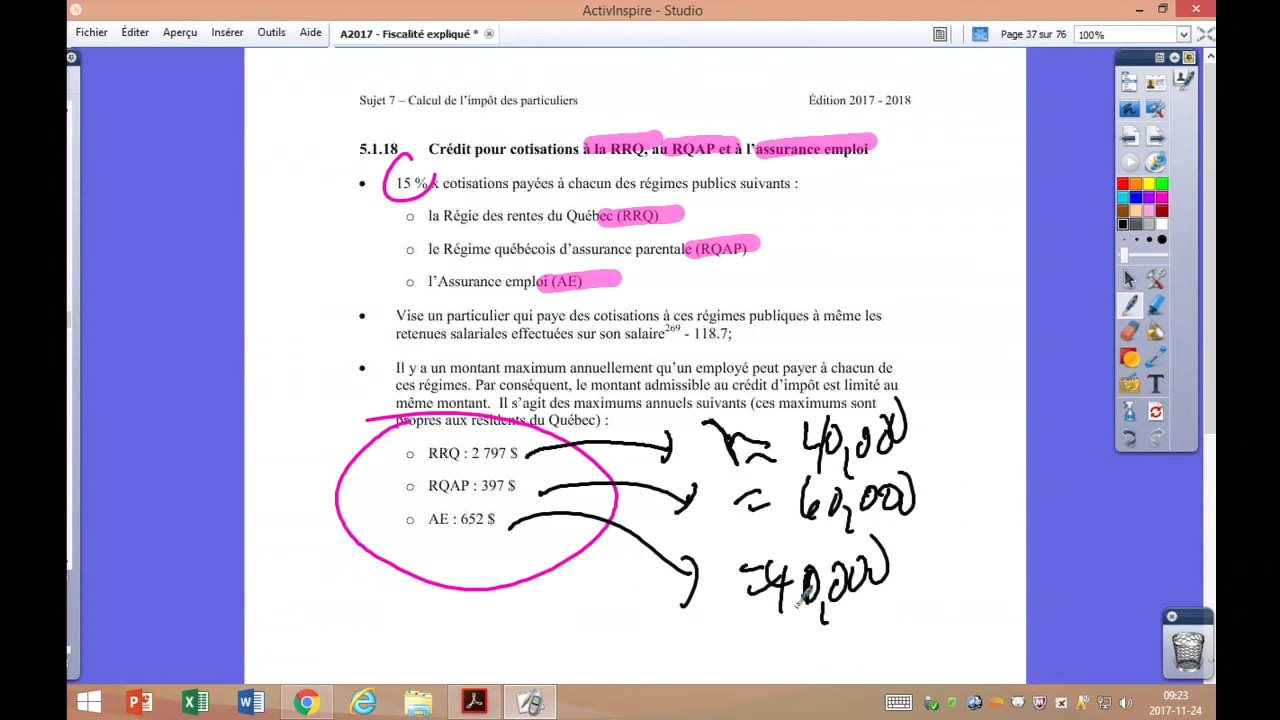 ActivInspire - Studio
Fichier Éditer Aperçu Insérer Outils Aide A2017 - Fiscalité expliqué * Page 37 sur 76 100%
Sujet 7 – Calcul de l'impôt des particuliers Édition 2017 - 2018
5.1.18 Crédit pour cotisations à la RRQ, au RQAP et à l'assurance emploi
• 15 % x cotisations payées à chacun des régimes publics suivants :
o la Régie des rentes du Québec (RRQ)
o le Régime québécois d'assurance parentale (RQAP)
o l'Assurance emploi (AE)
• Vise un particulier qui paye des cotisations à ces régimes publiques à même les
retenues salariales effectuées sur son salaire269 - 118.7;
• Il y a un montant maximum annuellement qu'un employé peut payer à chacun de
ces régimes. Par conséquent, le montant admissible au crédit d'impôt est limité au
même montant. Il s'agit des maximums annuels suivants (ces maximums sont
propres aux résidents du Québec) :
o RRQ : 2 797 $ ≈ 40,000
o RQAP : 397 $ ≈ 60,000
o AE : 652 $ ≈ 40,000
09:23
2017-11-24